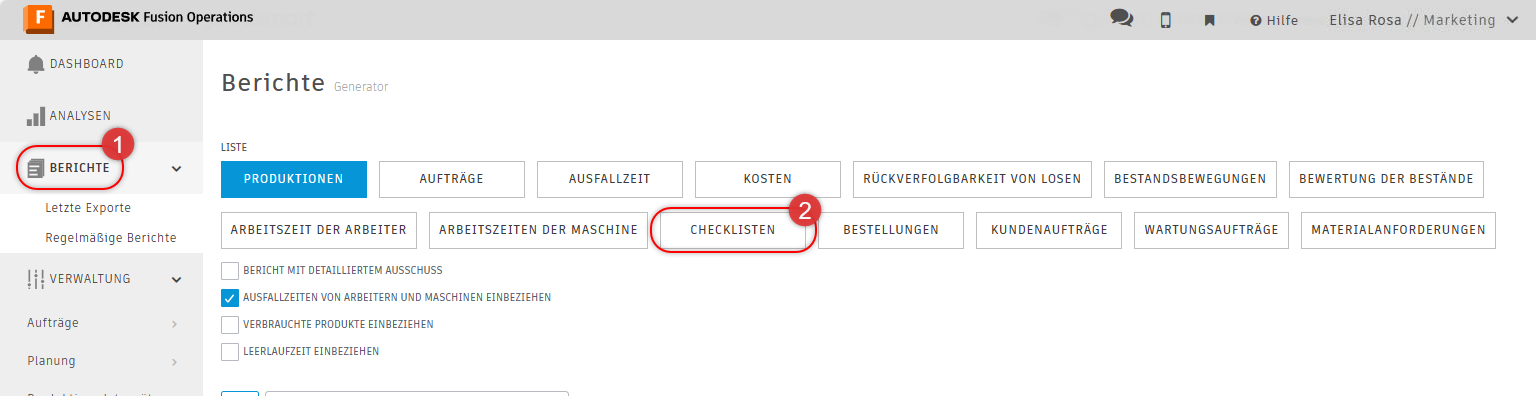 F AUTODESK Fusion Operations
Hilfe
Elisa Rosa // Marketing
DASHBOARD
ANALYSEN
1
BERICHTE
Letzte Exporte
Regelmäßige Berichte
VERWALTUNG
Aufträge
Planung
Berichte Generator
LISTE
PRODUKTIONEN AUFTRÄGE AUSFALLZEIT KOSTEN RÜCKVERFOLGBARKEIT VON LOSEN BESTANDSBEWEGUNGEN BEWERTUNG DER BESTÄNDE
2
ARBEITSZEIT DER ARBEITER ARBEITSZEITEN DER MASCHINE CHECKLISTEN BESTELLUNGEN KUNDENAUFTRÄGE WARTUNGSAUFTRÄGE MATERIALANFORDERUNGEN
BERICHT MIT DETAILLIERTEM AUSSCHUSS
AUSFALLZEITEN VON ARBEITERN UND MASCHINEN EINBEZIEHEN
VERBRAUCHTE PRODUKTE EINBEZIEHEN
LEERLAUFZEIT EINBEZIEHEN